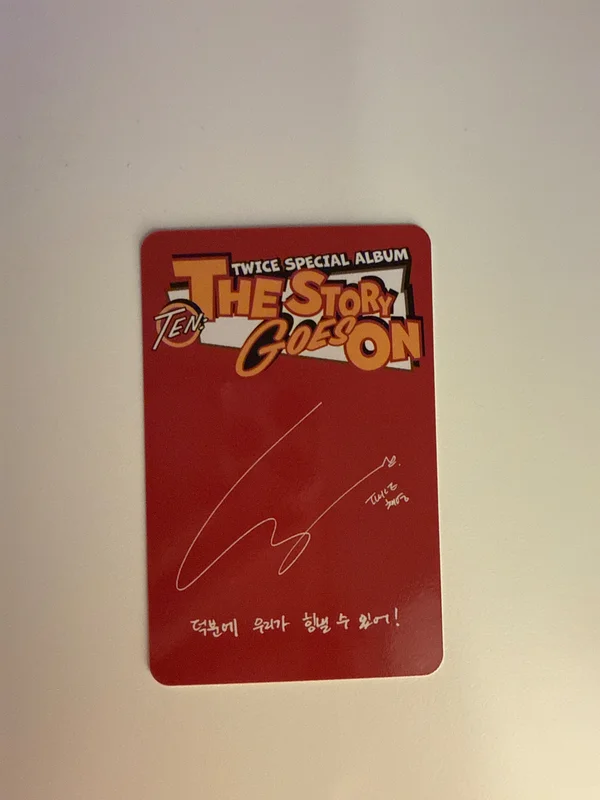 TWICE SPECIAL ALBUM
TEN:
THE STORY
GOES ON
TWICE
채영
덕분에 우리가 힘낼 수 있어!